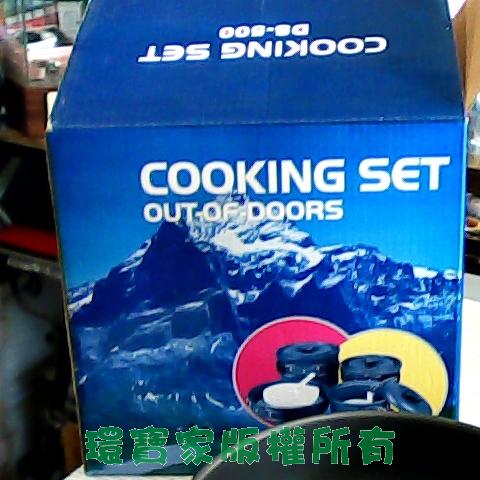 COOKING SET
DS-500
COOKING SET
OUT-OF-DOORS
環寶家版權所有